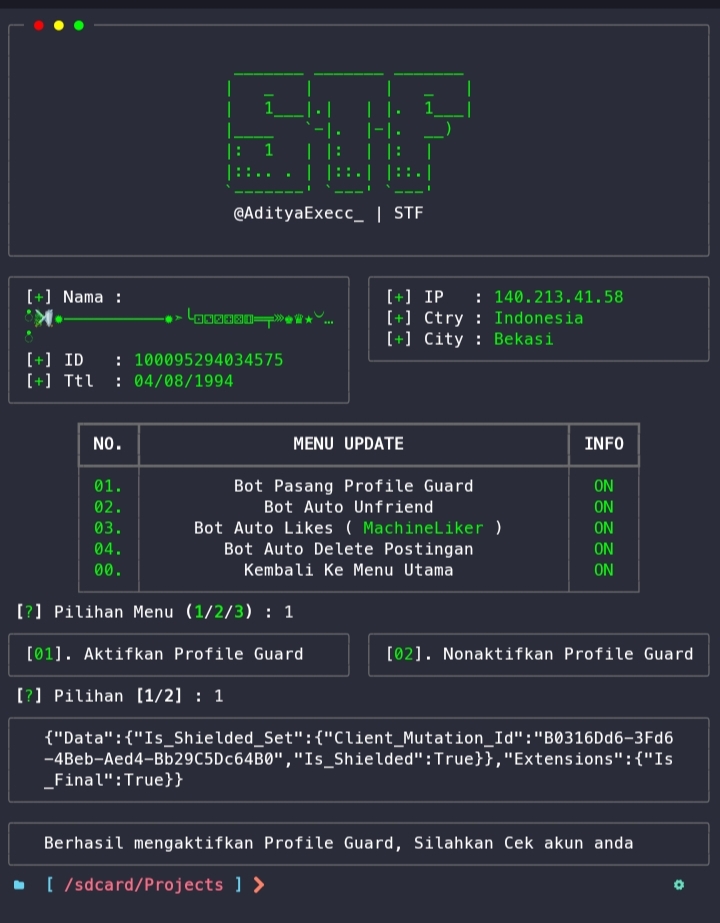 STF
@AdityaExecc_ | STF
[+] Nama :
[+] ID : 100095294034575
[+] Ttl : 04/08/1994
[+] IP : 140.213.41.58
[+] Ctry : Indonesia
[+] City : Bekasi
NO. MENU UPDATE INFO
01. Bot Pasang Profile Guard ON
02. Bot Auto Unfriend ON
03. Bot Auto Likes ( MachineLiker ) ON
04. Bot Auto Delete Postingan ON
00. Kembali Ke Menu Utama ON
[?] Pilihan Menu (1/2/3) : 1
[01]. Aktifkan Profile Guard
[02]. Nonaktifkan Profile Guard
[?] Pilihan [1/2] : 1
{"Data":{"Is_Shielded_Set":{"Client_Mutation_Id":"B0316Dd6-3Fd6
-4Beb-Aed4-Bb29C5Dc64B0","Is_Shielded":True}},"Extensions":{"Is
_Final":True}}
Berhasil mengaktifkan Profile Guard, Silahkan Cek akun anda
[ /sdcard/Projects ] ❯